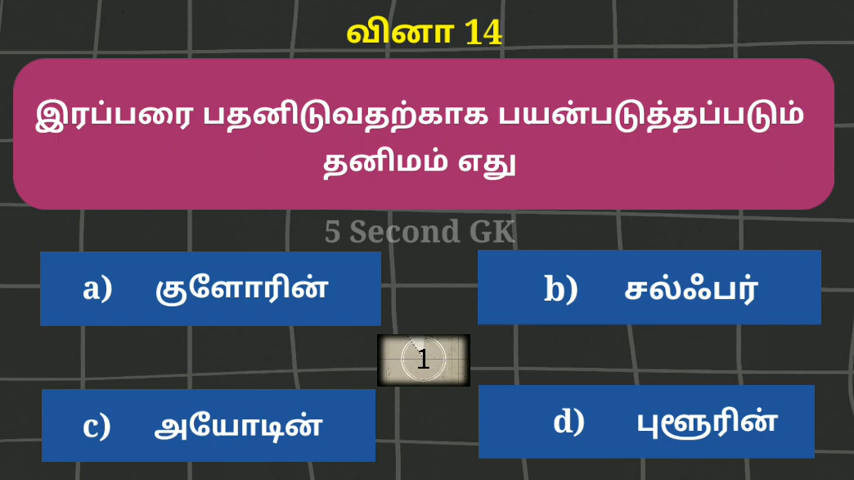 வினா 14
இரப்பரை பதனிடுவதற்காக பயன்படுத்தப்படும்
தனிமம் எது
5 Second GK
a) குளோரின்
b) சல்ஃபர்
1
c) அயோடின்
d) புளூரின்